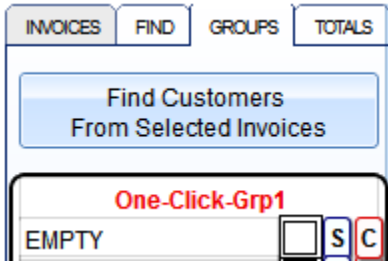 INVOICES FIND GROUPS TOTALS
Find Customers
From Selected Invoices
One-Click-Grp1
EMPTY S C